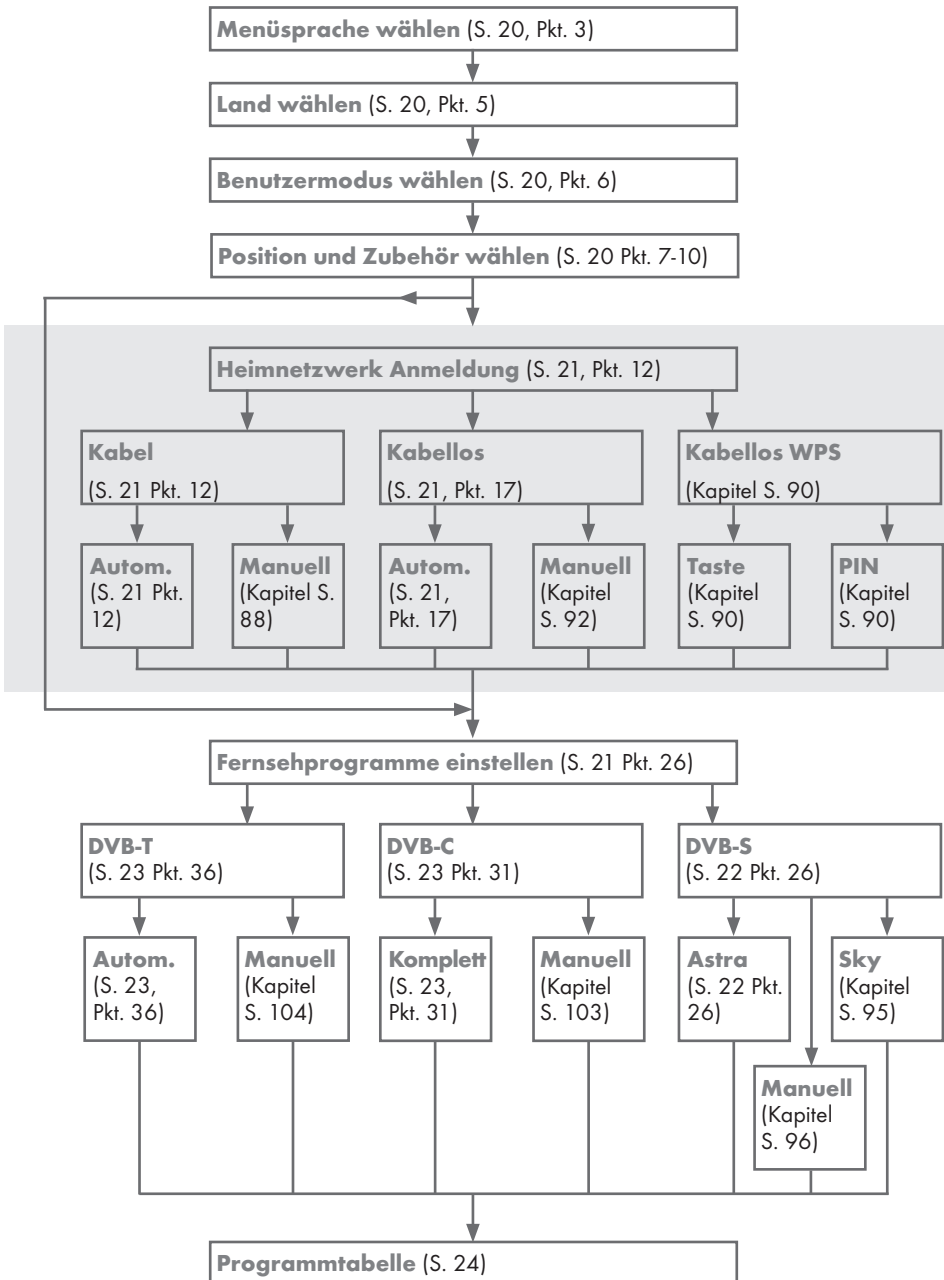 Menüsprache wählen (S. 20, Pkt. 3)
Land wählen (S. 20, Pkt. 5)
Benutzermodus wählen (S. 20, Pkt. 6)
Position und Zubehör wählen (S. 20 Pkt. 7-10)
Heimnetzwerk Anmeldung (S. 21, Pkt. 12)
Kabel
(S. 21 Pkt. 12)
Kabellos
(S. 21, Pkt. 17)
Kabellos WPS
(Kapitel S. 90)
Autom.
(S. 21 Pkt.
12)
Manuell
(Kapitel S.
88)
Autom.
(S. 21,
Pkt. 17)
Manuell
(Kapitel
S. 92)
Taste
(Kapitel
S. 90)
PIN
(Kapitel
S. 90)
Fernsehprogramme einstellen (S. 21 Pkt. 26)
DVB-T
(S. 23 Pkt. 36)
DVB-C
(S. 23 Pkt. 31)
DVB-S
(S. 22 Pkt. 26)
Autom.
(S. 23,
Pkt. 36)
Manuell
(Kapitel
S. 104)
Komplett
(S. 23,
Pkt. 31)
Manuell
(Kapitel
S. 103)
Astra
(S. 22 Pkt.
26)
Sky
(Kapitel
S. 95)
Manuell
(Kapitel
S. 96)
Programmtabelle (S. 24)